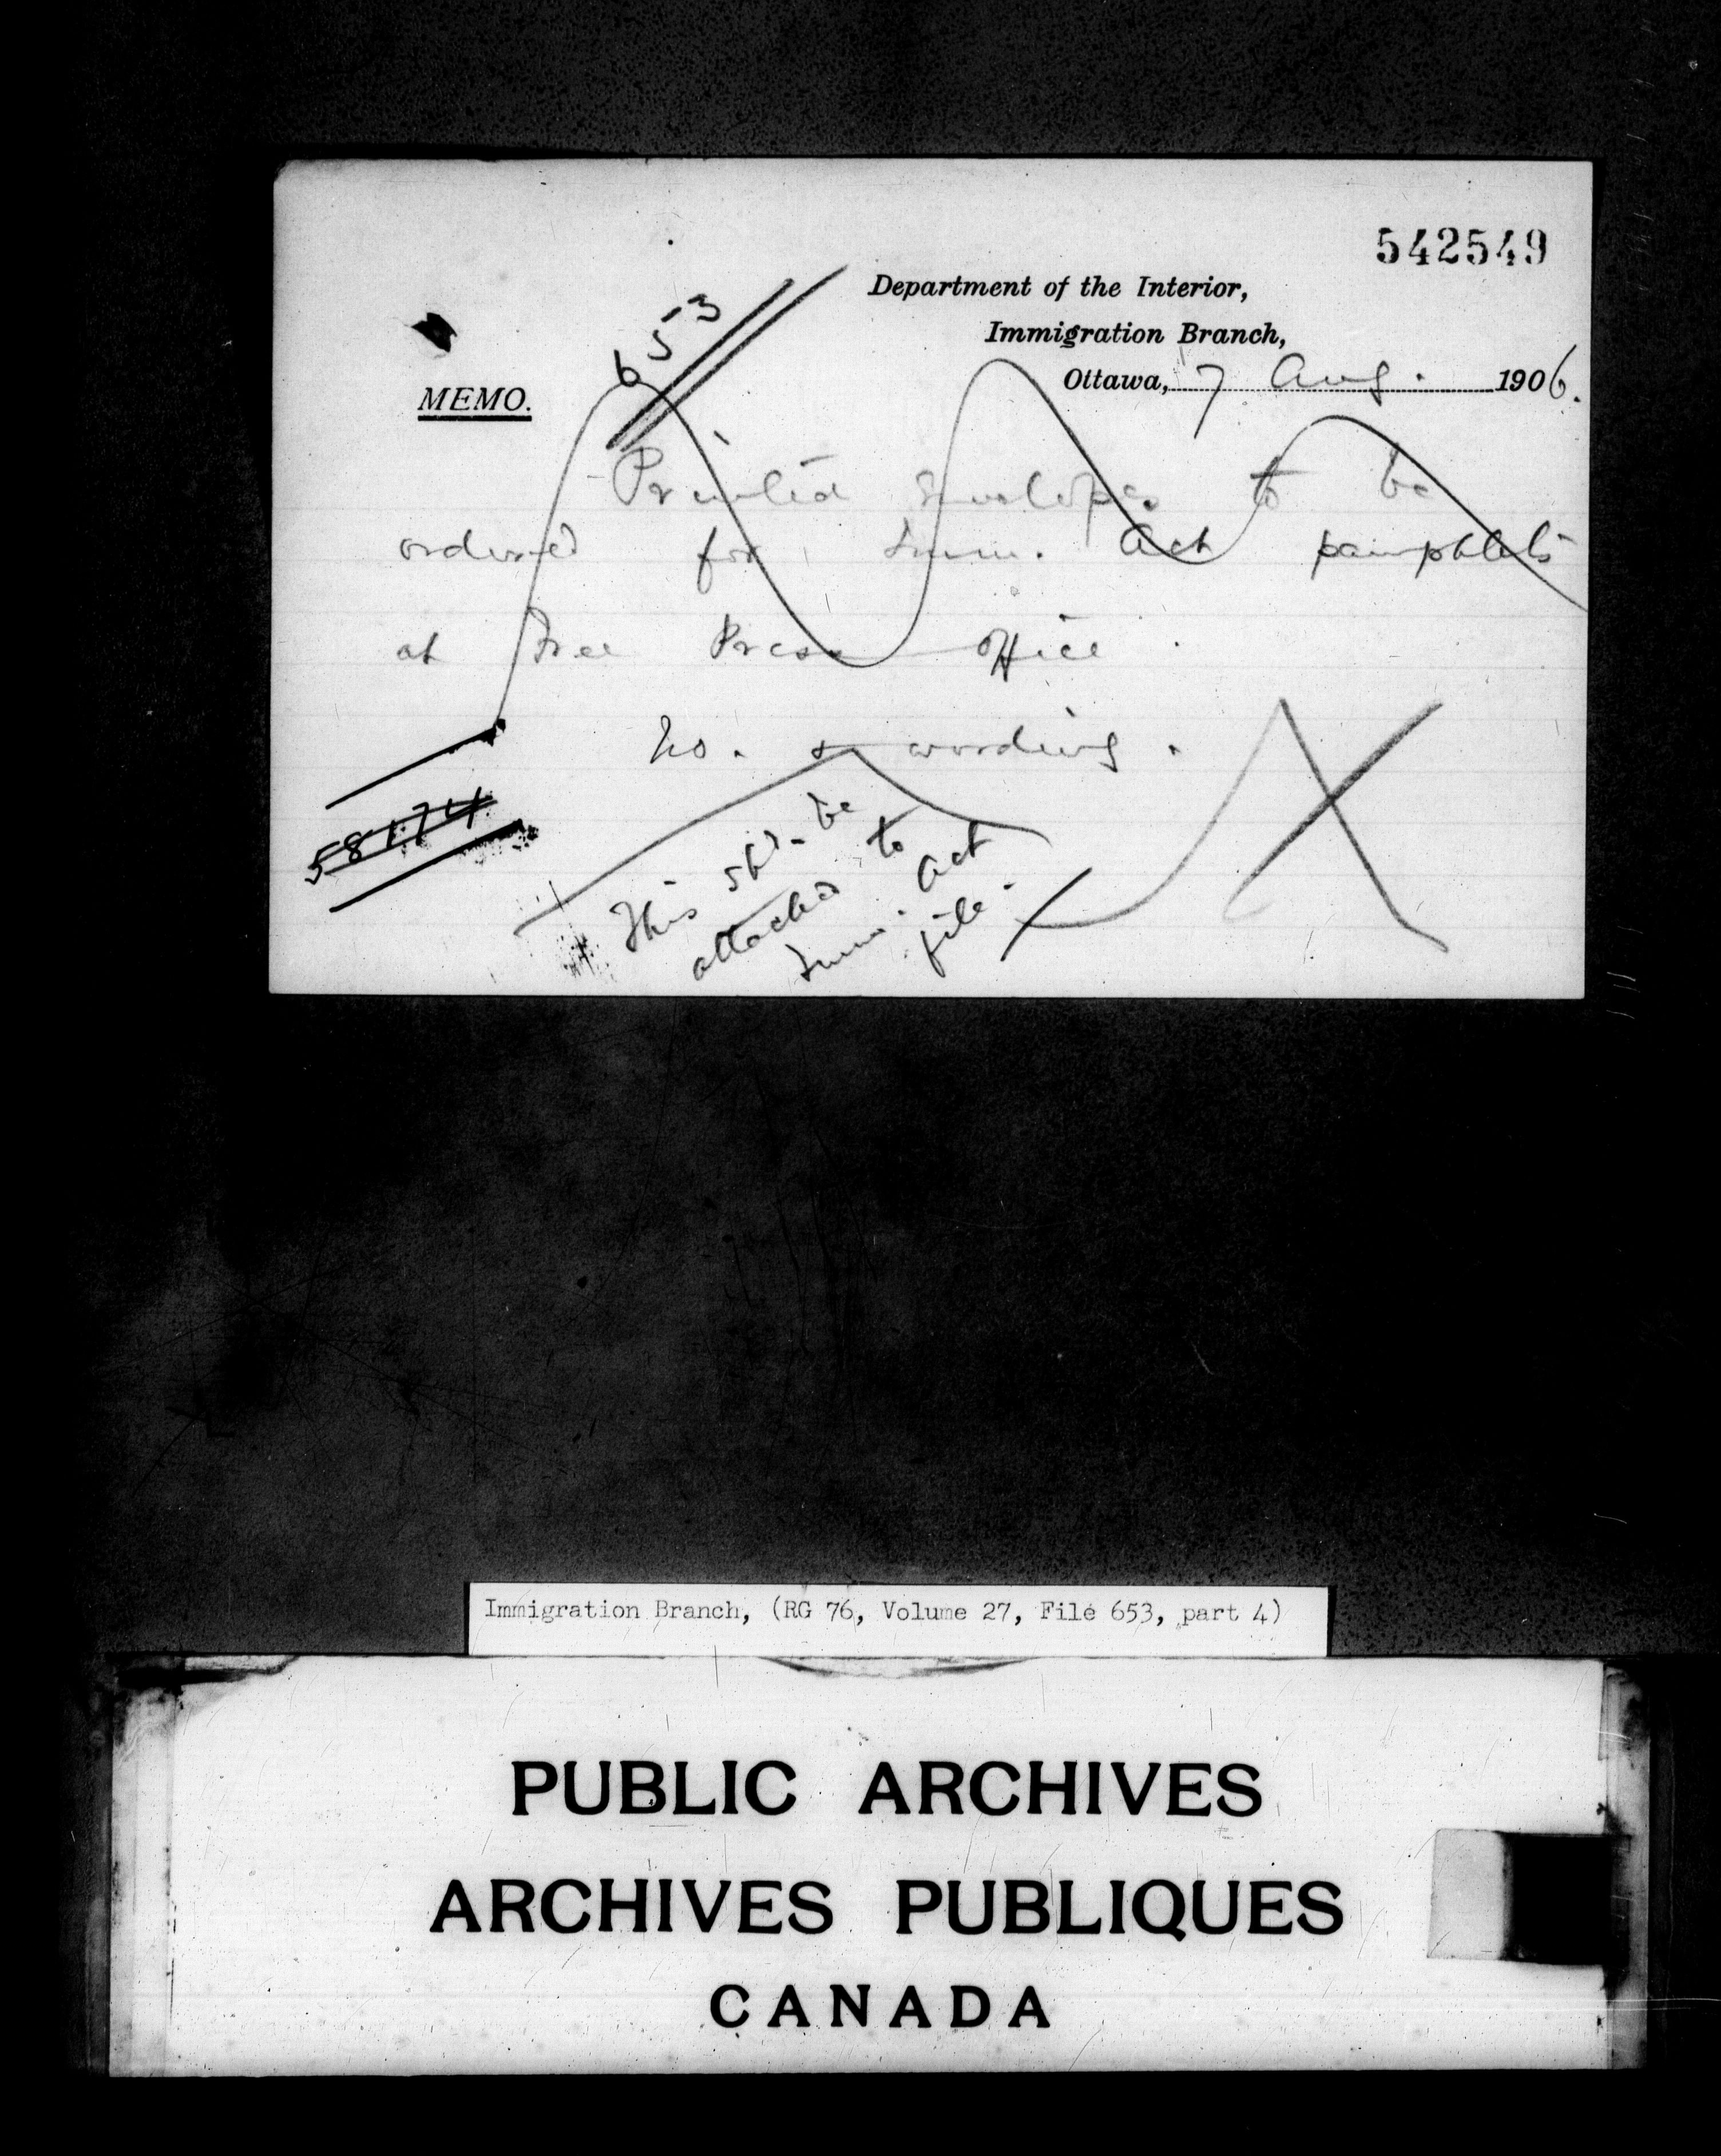 542549
Department of the Interior,
Immigration Branch,
Ottawa, 7 Aug. 1906.
653
MEMO.
Printed Envelopes to be
ordered for Imm. Act pamphlets
at Free Press Office.
No. & wording.
58174
This shd. be
attached to
Imm. Act
file.
Immigration Branch, (RG 76, Volume 27, File 653, part 4)
PUBLIC ARCHIVES
ARCHIVES PUBLIQUES
CANADA